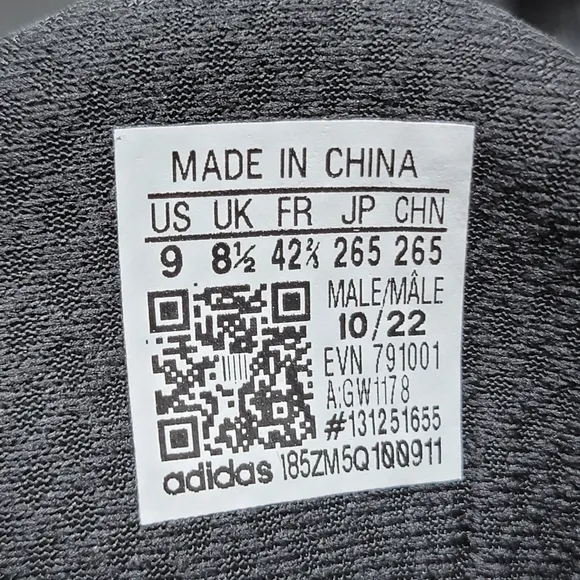 MADE IN CHINA
US UK FR JP CHN
9 8½ 42⅔ 265 265
MALE/MÂLE
10/22
EVN 791001
A:GW1178
#131251655
adidas 185ZM5Q100911